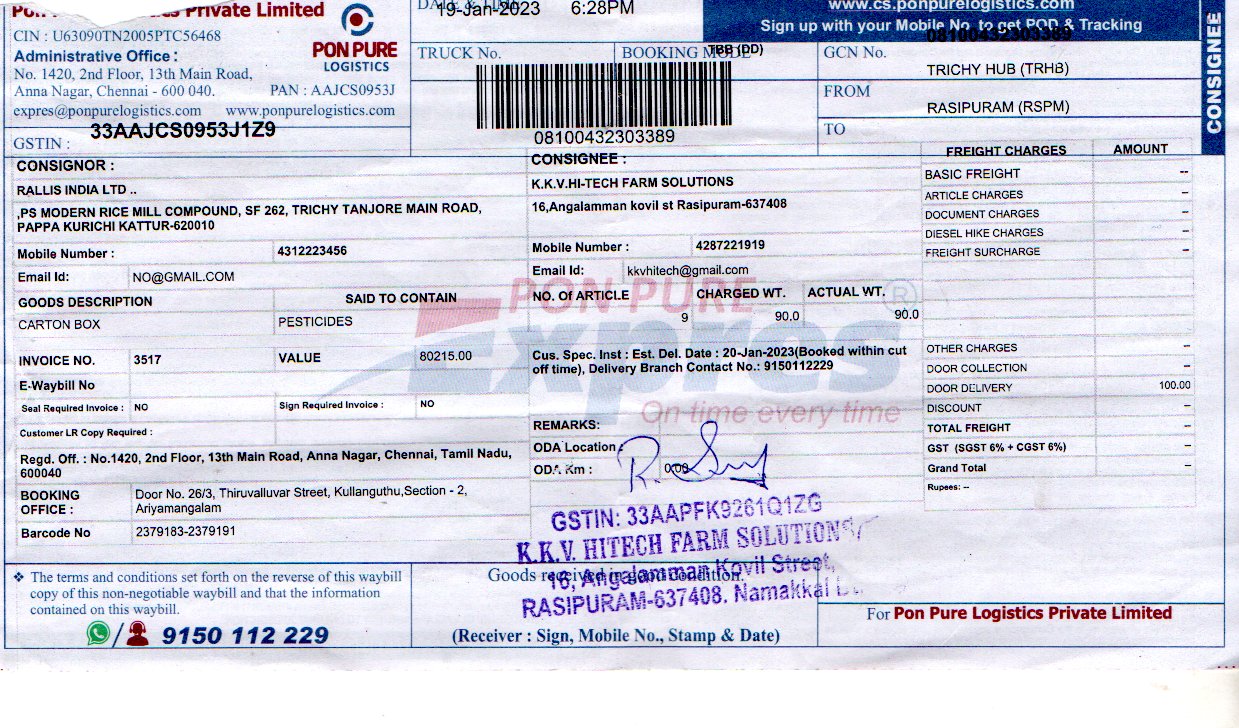 Private Limited
CIN : U63090TN2005PTC56468
Administrative Office :
No. 1420, 2nd Floor, 13th Main Road,
Anna Nagar, Chennai - 600 040. PAN : AAJCS0953J
expres@ponpurelogistics.com www.ponpurelogistics.com
GSTIN : 33AAJCS0953J1Z9
PON PURE
LOGISTICS
DATE & TIME
19-Jan-2023 6:28PM
TRUCK No.
BOOKING MODE
TBB (DD)
08100432303389
www.cs.ponpurelogistics.com
Sign up with your Mobile No. to get POD & Tracking
08100432303389
GCN No.
TRICHY HUB (TRHB)
FROM
RASIPURAM (RSPM)
TO
CONSIGNEE
CONSIGNOR :
RALLIS INDIA LTD ..
,PS MODERN RICE MILL COMPOUND, SF 262, TRICHY TANJORE MAIN ROAD,
PAPPA KURICHI KATTUR-620010
Mobile Number : 4312223456
Email Id: NO@GMAIL.COM
CONSIGNEE :
K.K.V.HI-TECH FARM SOLUTIONS
16,Angalamman kovil st Rasipuram-637408
Mobile Number : 4287221919
Email Id: kkvhitech@gmail.com
FREIGHT CHARGES AMOUNT
BASIC FREIGHT --
ARTICLE CHARGES --
DOCUMENT CHARGES --
DIESEL HIKE CHARGES --
FREIGHT SURCHARGE --
OTHER CHARGES --
DOOR COLLECTION --
DOOR DELIVERY 100.00
DISCOUNT --
TOTAL FREIGHT --
GST (SGST 6% + CGST 6%) --
Grand Total --
Rupees: --
GOODS DESCRIPTION SAID TO CONTAIN
CARTON BOX PESTICIDES
NO. Of ARTICLE CHARGED WT. ACTUAL WT.
9 90.0 90.0
PON PURE ®
Expres
On time every time
INVOICE NO. 3517 VALUE 80215.00
E-Waybill No
Seal Required Invoice : NO Sign Required Invoice : NO
Customer LR Copy Required :
Cus. Spec. Inst : Est. Del. Date : 20-Jan-2023(Booked within cut
off time), Delivery Branch Contact No.: 9150112229
REMARKS:
ODA Location
ODA Km : 0.00
Regd. Off. : No.1420, 2nd Floor, 13th Main Road, Anna Nagar, Chennai, Tamil Nadu,
600040
BOOKING
OFFICE :
Door No. 26/3, Thiruvalluvar Street, Kullanguthu,Section - 2,
Ariyamangalam
Barcode No 2379183-2379191
GSTIN: 33AAPFK9261Q1ZG
K.K.V. HITECH FARM SOLUTIONS
16, Angalamman Kovil Street,
RASIPURAM-637408. Namakkal
Goods received in good condition.
(Receiver : Sign, Mobile No., Stamp & Date)
❖ The terms and conditions set forth on the reverse of this waybill
copy of this non-negotiable waybill and that the information
contained on this waybill.
9150 112 229
For Pon Pure Logistics Private Limited